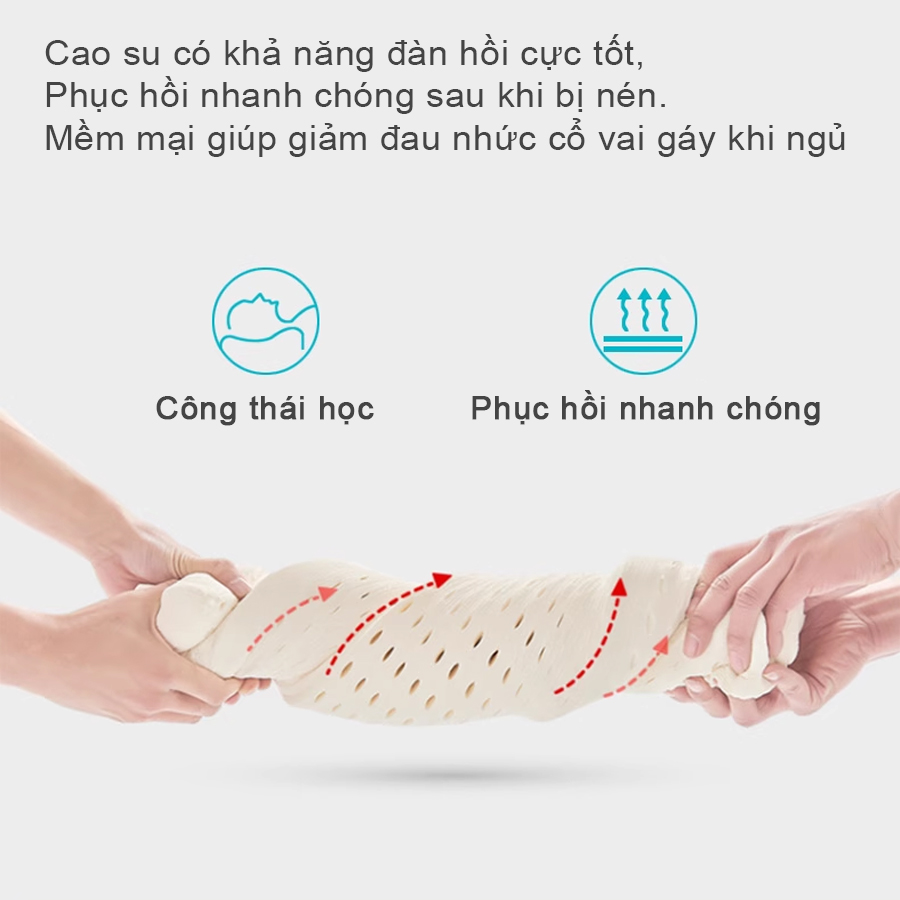 Cao su có khả năng đàn hồi cực tốt,
Phục hồi nhanh chóng sau khi bị nén.
Mềm mại giúp giảm đau nhức cổ vai gáy khi ngủ
Công thái học
Phục hồi nhanh chóng